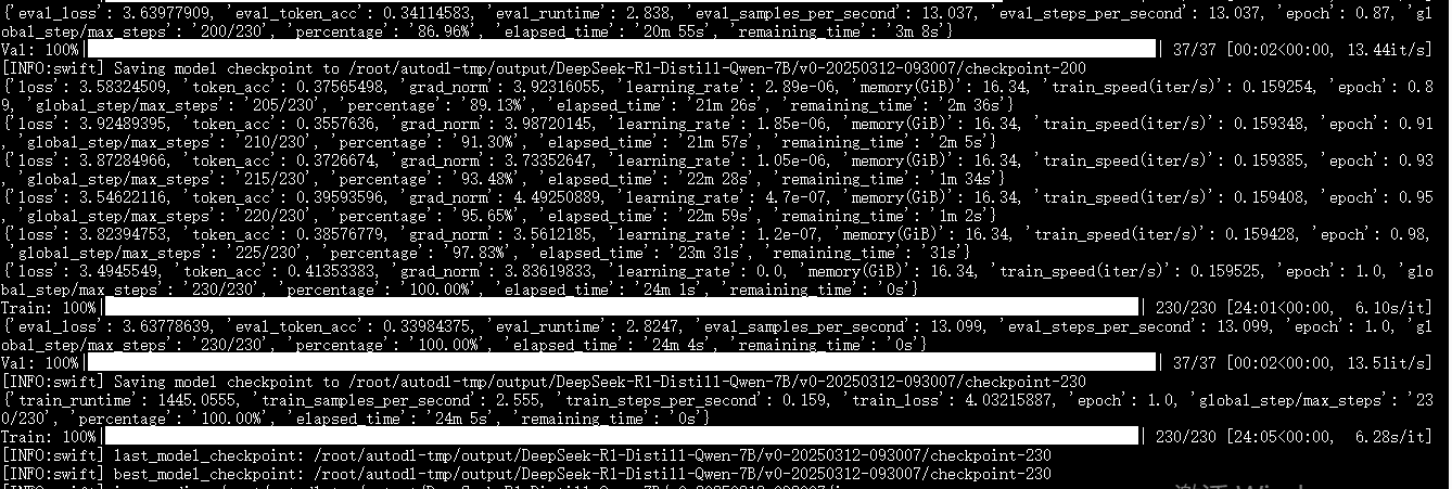 {'eval_loss': 3.63977909, 'eval_token_acc': 0.34114583, 'eval_runtime': 2.838, 'eval_samples_per_second': 13.037, 'eval_steps_per_second': 13.037, 'epoch': 0.87, 'gl
obal_step/max_steps': '200/230', 'percentage': '86.96%', 'elapsed_time': '20m 55s', 'remaining_time': '3m 8s'}
Val: 100%| | 37/37 [00:02<00:00, 13.44it/s]
[INFO:swift] Saving model checkpoint to /root/autodl-tmp/output/DeepSeek-R1-Distill-Qwen-7B/v0-20250312-093007/checkpoint-200
{'loss': 3.58324509, 'token_acc': 0.37565498, 'grad_norm': 3.92316055, 'learning_rate': 2.89e-06, 'memory(GiB)': 16.34, 'train_speed(iter/s)': 0.159254, 'epoch': 0.8
9, 'global_step/max_steps': '205/230', 'percentage': '89.13%', 'elapsed_time': '21m 26s', 'remaining_time': '2m 36s'}
{'loss': 3.92489395, 'token_acc': 0.3557636, 'grad_norm': 3.98720145, 'learning_rate': 1.85e-06, 'memory(GiB)': 16.34, 'train_speed(iter/s)': 0.159348, 'epoch': 0.91
, 'global_step/max_steps': '210/230', 'percentage': '91.30%', 'elapsed_time': '21m 57s', 'remaining_time': '2m 5s'}
{'loss': 3.87284966, 'token_acc': 0.3726674, 'grad_norm': 3.73352647, 'learning_rate': 1.05e-06, 'memory(GiB)': 16.34, 'train_speed(iter/s)': 0.159385, 'epoch': 0.93
, 'global_step/max_steps': '215/230', 'percentage': '93.48%', 'elapsed_time': '22m 28s', 'remaining_time': '1m 34s'}
{'loss': 3.54622116, 'token_acc': 0.39593596, 'grad_norm': 4.49250889, 'learning_rate': 4.7e-07, 'memory(GiB)': 16.34, 'train_speed(iter/s)': 0.159408, 'epoch': 0.95
, 'global_step/max_steps': '220/230', 'percentage': '95.65%', 'elapsed_time': '22m 59s', 'remaining_time': '1m 2s'}
{'loss': 3.82394753, 'token_acc': 0.38576779, 'grad_norm': 3.5612185, 'learning_rate': 1.2e-07, 'memory(GiB)': 16.34, 'train_speed(iter/s)': 0.159428, 'epoch': 0.98,
 'global_step/max_steps': '225/230', 'percentage': '97.83%', 'elapsed_time': '23m 31s', 'remaining_time': '31s'}
{'loss': 3.4945549, 'token_acc': 0.41353383, 'grad_norm': 3.83619833, 'learning_rate': 0.0, 'memory(GiB)': 16.34, 'train_speed(iter/s)': 0.159525, 'epoch': 1.0, 'glo
bal_step/max_steps': '230/230', 'percentage': '100.00%', 'elapsed_time': '24m 1s', 'remaining_time': '0s'}
Train: 100%| | 230/230 [24:01<00:00, 6.10s/it]
{'eval_loss': 3.63778639, 'eval_token_acc': 0.33984375, 'eval_runtime': 2.8247, 'eval_samples_per_second': 13.099, 'eval_steps_per_second': 13.099, 'epoch': 1.0, 'gl
obal_step/max_steps': '230/230', 'percentage': '100.00%', 'elapsed_time': '24m 4s', 'remaining_time': '0s'}
Val: 100%| | 37/37 [00:02<00:00, 13.51it/s]
[INFO:swift] Saving model checkpoint to /root/autodl-tmp/output/DeepSeek-R1-Distill-Qwen-7B/v0-20250312-093007/checkpoint-230
{'train_runtime': 1445.0555, 'train_samples_per_second': 2.555, 'train_steps_per_second': 0.159, 'train_loss': 4.03215887, 'epoch': 1.0, 'global_step/max_steps': '23
0/230', 'percentage': '100.00%', 'elapsed_time': '24m 5s', 'remaining_time': '0s'}
Train: 100%| | 230/230 [24:05<00:00, 6.28s/it]
[INFO:swift] last_model_checkpoint: /root/autodl-tmp/output/DeepSeek-R1-Distill-Qwen-7B/v0-20250312-093007/checkpoint-230
[INFO:swift] best_model_checkpoint: /root/autodl-tmp/output/DeepSeek-R1-Distill-Qwen-7B/v0-20250312-093007/checkpoint-230